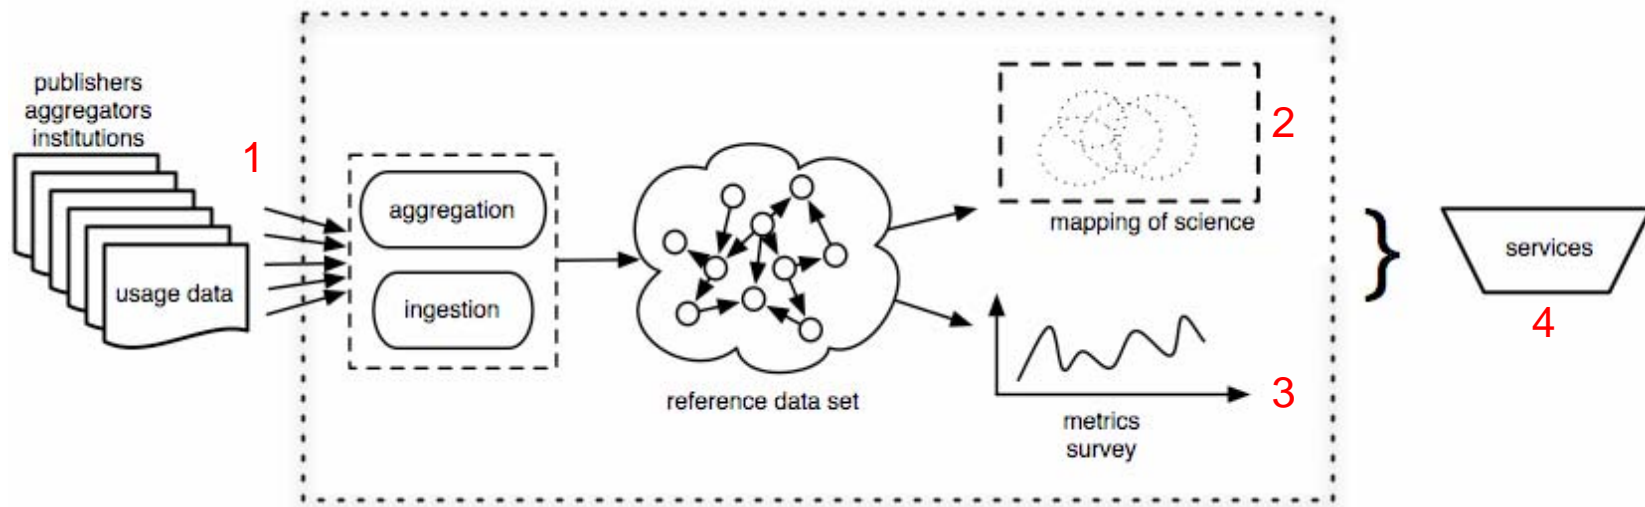 publishers
aggregators
institutions
usage data
1
aggregation
ingestion
reference data set
2
mapping of science
3
metrics
survey
}
services
4